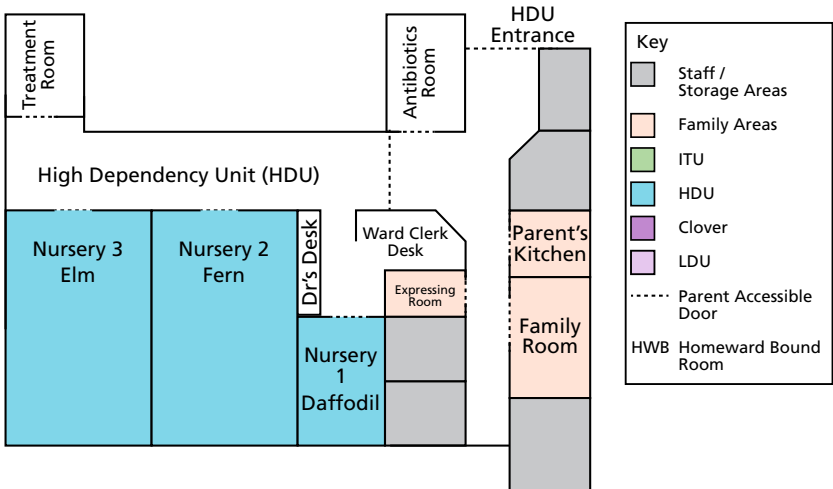 HDU
Entrance
Treatment
Room
Antibiotics
Room
High Dependency Unit (HDU)
Nursery 3
Elm
Nursery 2
Fern
Dr's Desk
Ward Clerk
Desk
Expressing
Room
Nursery
1
Daffodil
Parent's
Kitchen
Family
Room
Key
Staff /
Storage Areas
Family Areas
ITU
HDU
Clover
LDU
Parent Accessible
Door
HWB Homeward Bound
Room